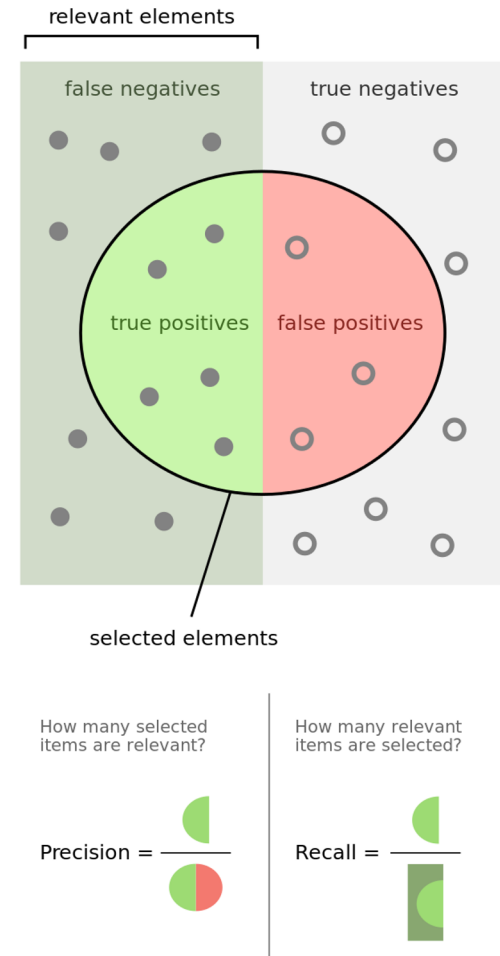 relevant elements
false negatives
true negatives
true positives
false positives
selected elements
How many selected
items are relevant?
How many relevant
items are selected?
Precision =
Recall =